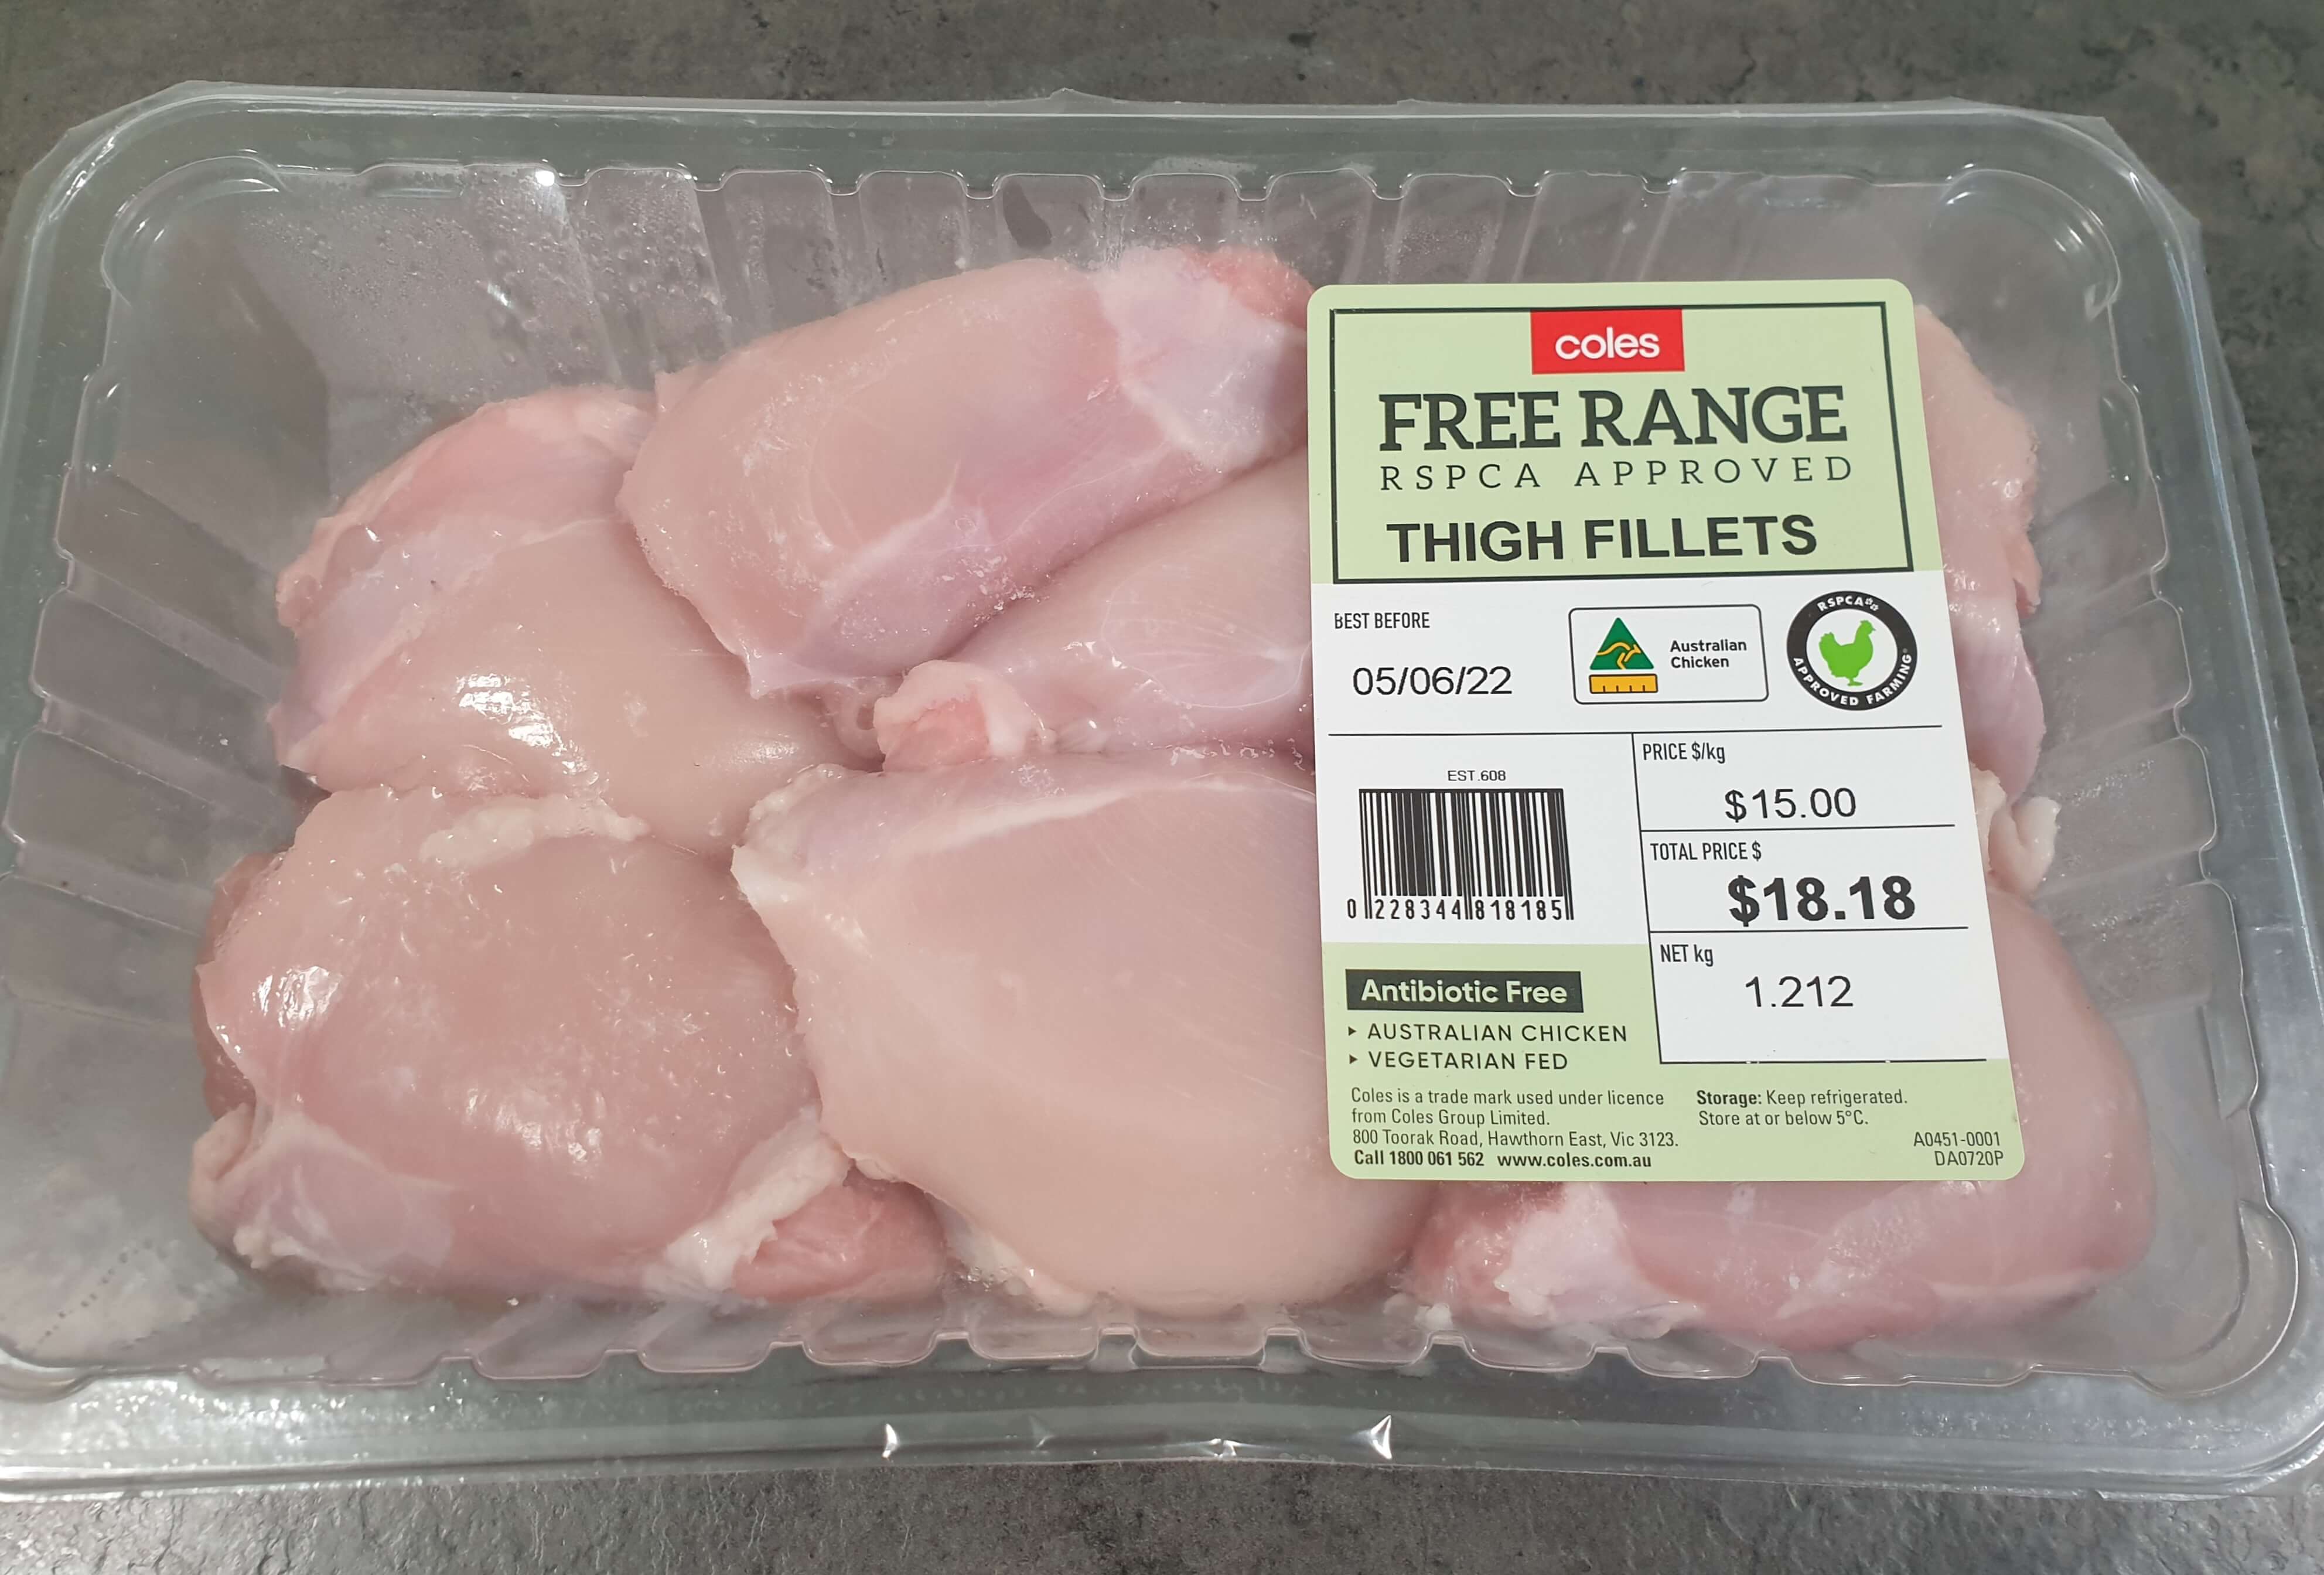 coles
FREE RANGE
RSPCA APPROVED
THIGH FILLETS
BEST BEFORE
05/06/22
Australian
Chicken
RSPCA
APPROVED FARMING
EST.608
0 228344 818185
PRICE $/kg
$15.00
TOTAL PRICE $
$18.18
NET kg
1.212
Antibiotic Free
▸ AUSTRALIAN CHICKEN
▸ VEGETARIAN FED
Coles is a trade mark used under licence
from Coles Group Limited.
800 Toorak Road, Hawthorn East, Vic 3123.
Call 1800 061 562 www.coles.com.au
Storage: Keep refrigerated.
Store at or below 5°C.
A0451-0001
DA0720P